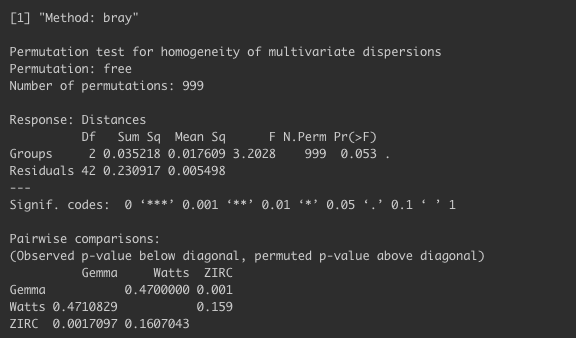 [1] "Method: bray"
Permutation test for homogeneity of multivariate dispersions
Permutation: free
Number of permutations: 999
Response: Distances
          Df   Sum Sq  Mean Sq      F N.Perm Pr(>F)
Groups     2 0.035218 0.017609 3.2028    999  0.053 .
Residuals 42 0.230917 0.005498
---
Signif. codes:  0 ‘***’ 0.001 ‘**’ 0.01 ‘*’ 0.05 ‘.’ 0.1 ‘ ’ 1
Pairwise comparisons:
(Observed p-value below diagonal, permuted p-value above diagonal)
          Gemma     Watts  ZIRC
Gemma           0.4700000 0.001
Watts 0.4710829           0.159
ZIRC  0.0017097 0.1607043